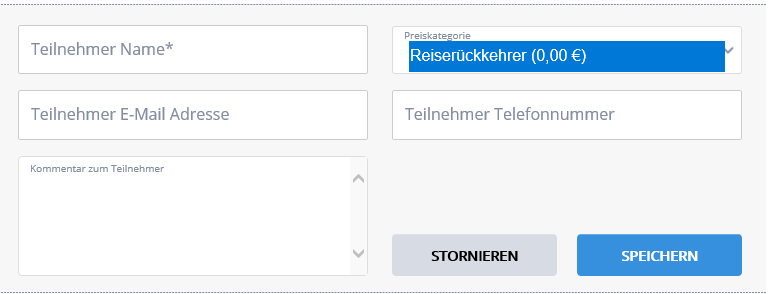 Teilnehmer Name*
Preiskategorie
Reiserückkehrer (0,00 €)
Teilnehmer E-Mail Adresse
Teilnehmer Telefonnummer
Kommentar zum Teilnehmer
STORNIEREN
SPEICHERN